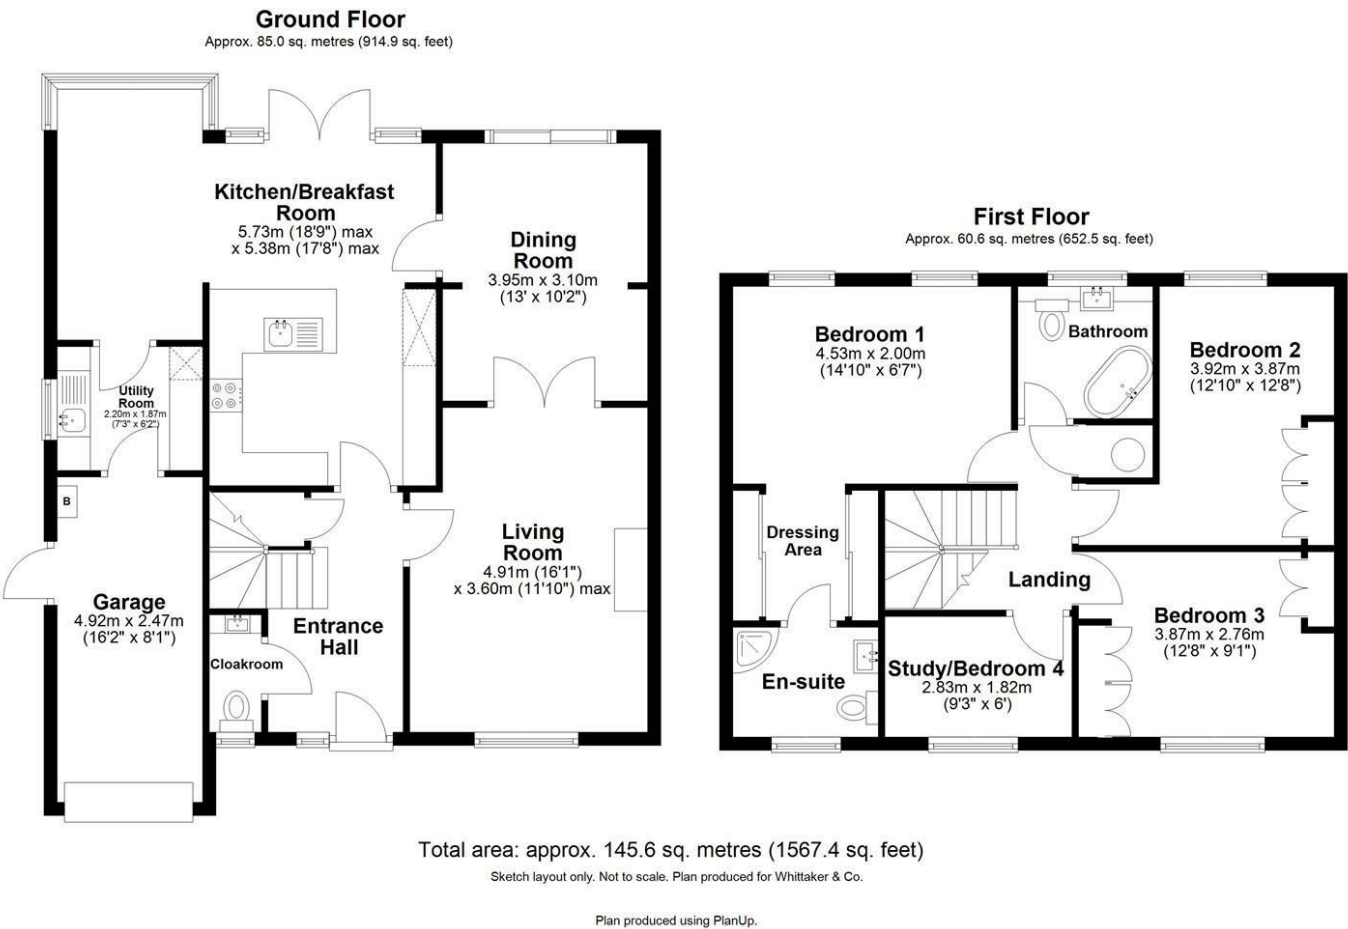 Ground Floor
Approx. 85.0 sq. metres (914.9 sq. feet)
Kitchen/Breakfast
Room
5.73m (18'9") max
x 5.38m (17'8") max
Dining
Room
3.95m x 3.10m
(13' x 10'2")
Utility
Room
2.20m x 1.87m
(7'3" x 6'2")
B
Living
Room
4.91m (16'1")
x 3.60m (11'10") max
Garage
4.92m x 2.47m
(16'2" x 8'1")
Entrance
Hall
Cloakroom
First Floor
Approx. 60.6 sq. metres (652.5 sq. feet)
Bedroom 1
4.53m x 2.00m
(14'10" x 6'7")
Bathroom
Bedroom 2
3.92m x 3.87m
(12'10" x 12'8")
Dressing
Area
Landing
Bedroom 3
3.87m x 2.76m
(12'8" x 9'1")
En-suite
Study/Bedroom 4
2.83m x 1.82m
(9'3" x 6')
Total area: approx. 145.6 sq. metres (1567.4 sq. feet)
Sketch layout only. Not to scale. Plan produced for Whittaker & Co.
Plan produced using PlanUp.